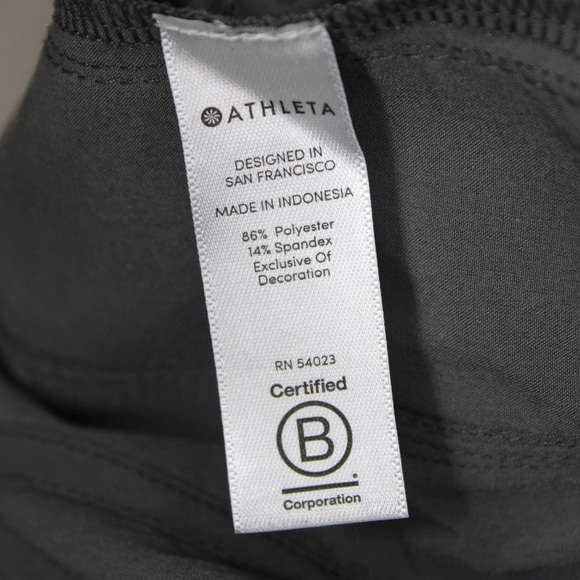 ATHLETA
DESIGNED IN
SAN FRANCISCO
MADE IN INDONESIA
86% Polyester
14% Spandex
Exclusive Of
Decoration
RN 54023
Certified
B
Corporation